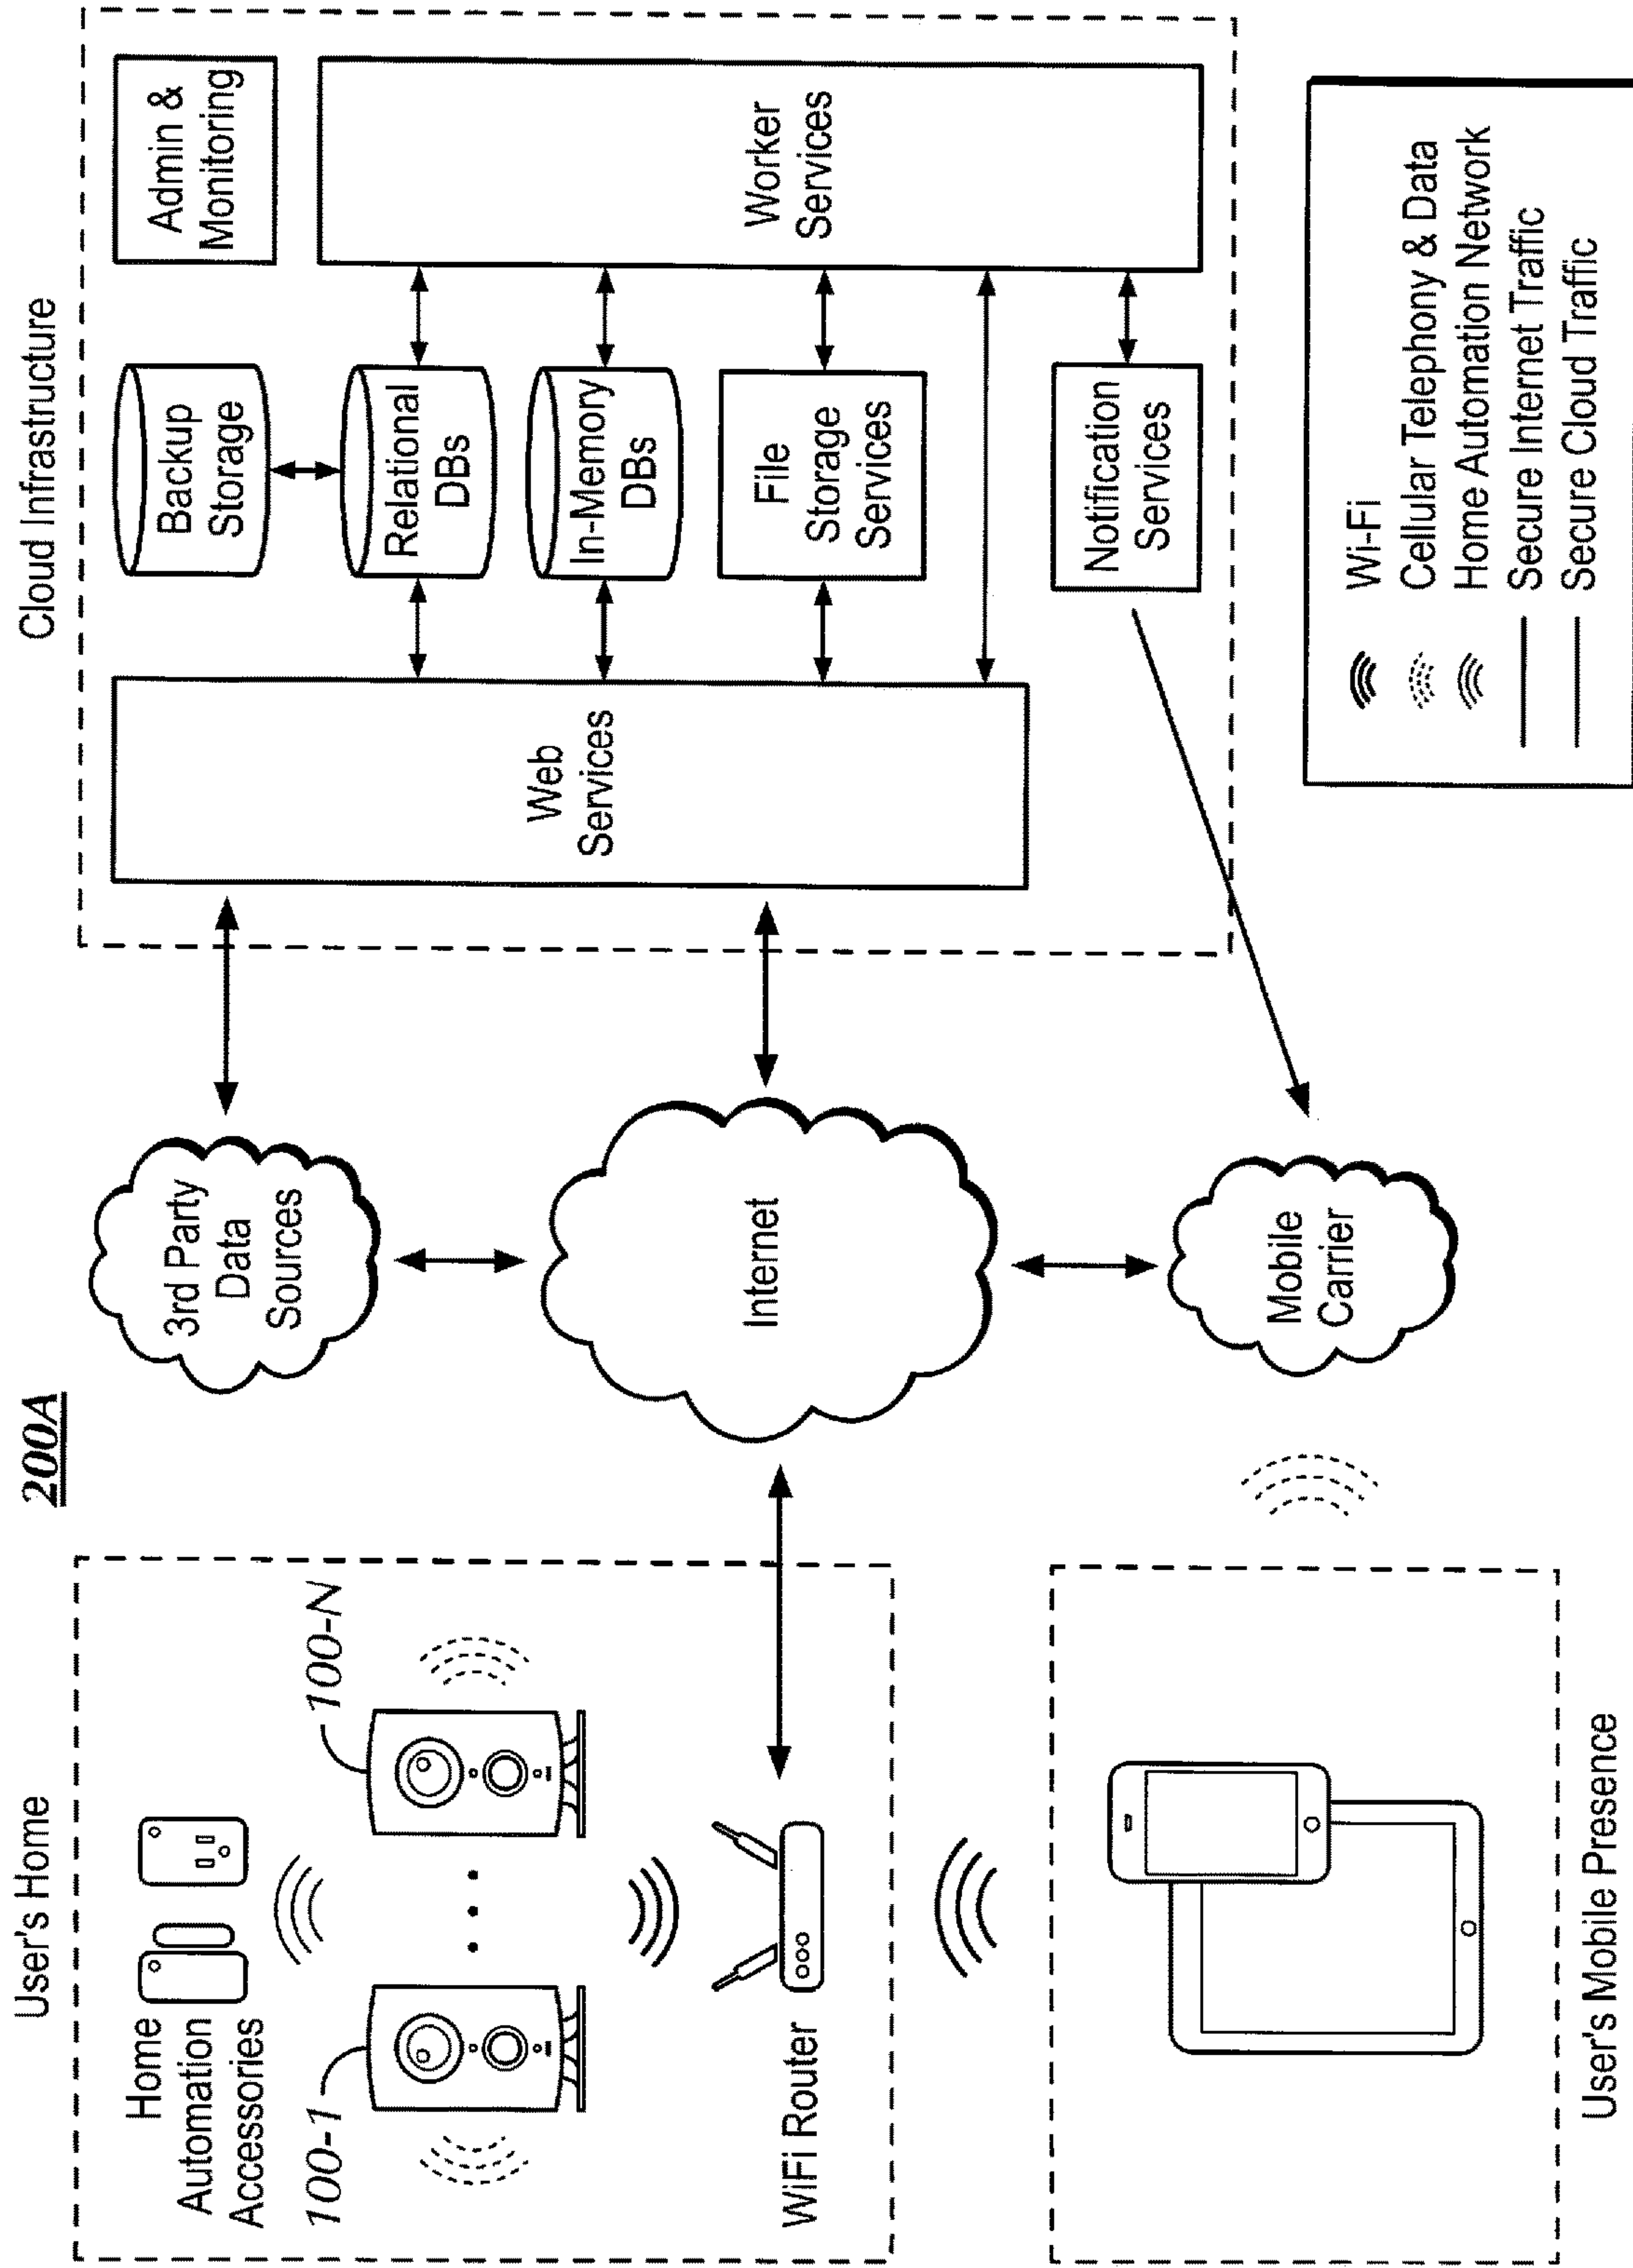 200A
User's Home
Home
Automation
Accessories
100-1
100-N
WiFi Router
User's Mobile Presence
3rd Party
Data
Sources
Internet
Mobile
Carrier
Cloud Infrastructure
Web
Services
Backup
Storage
Relational
DBs
In-Memory
DBs
File
Storage
Services
Notification
Services
Admin &
Monitoring
Worker
Services
Wi-Fi
Cellular Telephony & Data
Home Automation Network
Secure Internet Traffic
Secure Cloud Traffic